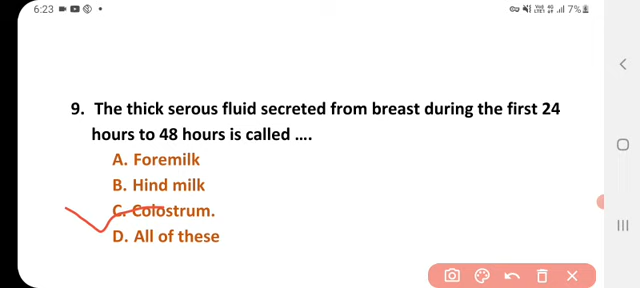 6:23
7%
9. The thick serous fluid secreted from breast during the first 24
hours to 48 hours is called ....
A. Foremilk
B. Hind milk
C. Colostrum.
D. All of these